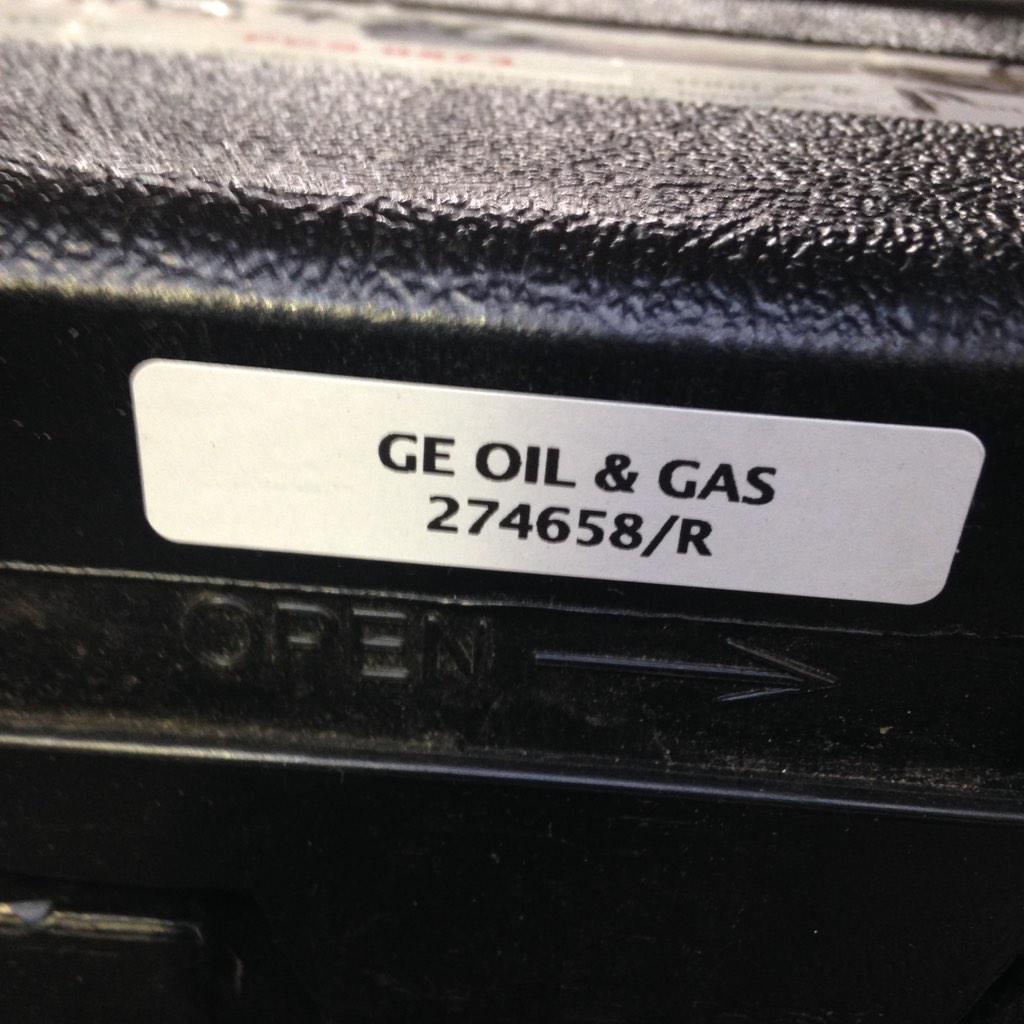 GE OIL & GAS
274658/R
OPEN